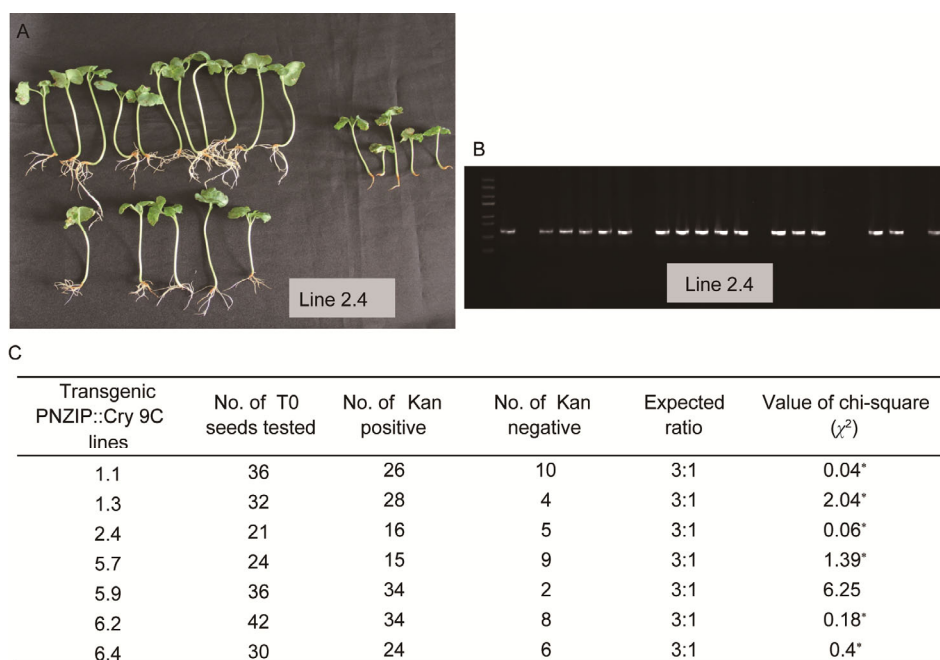 A
Line 2.4
B
Line 2.4
C
Transgenic PNZIP::Cry 9C lines No. of T0 seeds tested No. of Kan positive No. of Kan negative Expected ratio Value of chi-square (χ²)
1.1 36 26 10 3:1 0.04*
1.3 32 28 4 3:1 2.04*
2.4 21 16 5 3:1 0.06*
5.7 24 15 9 3:1 1.39*
5.9 36 34 2 3:1 6.25
6.2 42 34 8 3:1 0.18*
6.4 30 24 6 3:1 0.4*